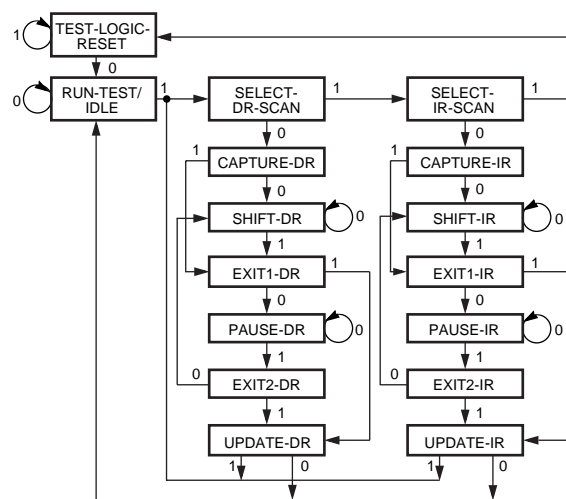 TEST-LOGIC-
RESET
1
0
RUN-TEST/
IDLE
0
1
SELECT-
DR-SCAN
1
SELECT-
IR-SCAN
1
0
0
1
CAPTURE-DR
1
CAPTURE-IR
0
0
SHIFT-DR
0
SHIFT-IR
0
1
1
EXIT1-DR
1
EXIT1-IR
1
0
0
PAUSE-DR
0
PAUSE-IR
0
1
1
0
EXIT2-DR
0
EXIT2-IR
1
1
UPDATE-DR
UPDATE-IR
1
0
1
0